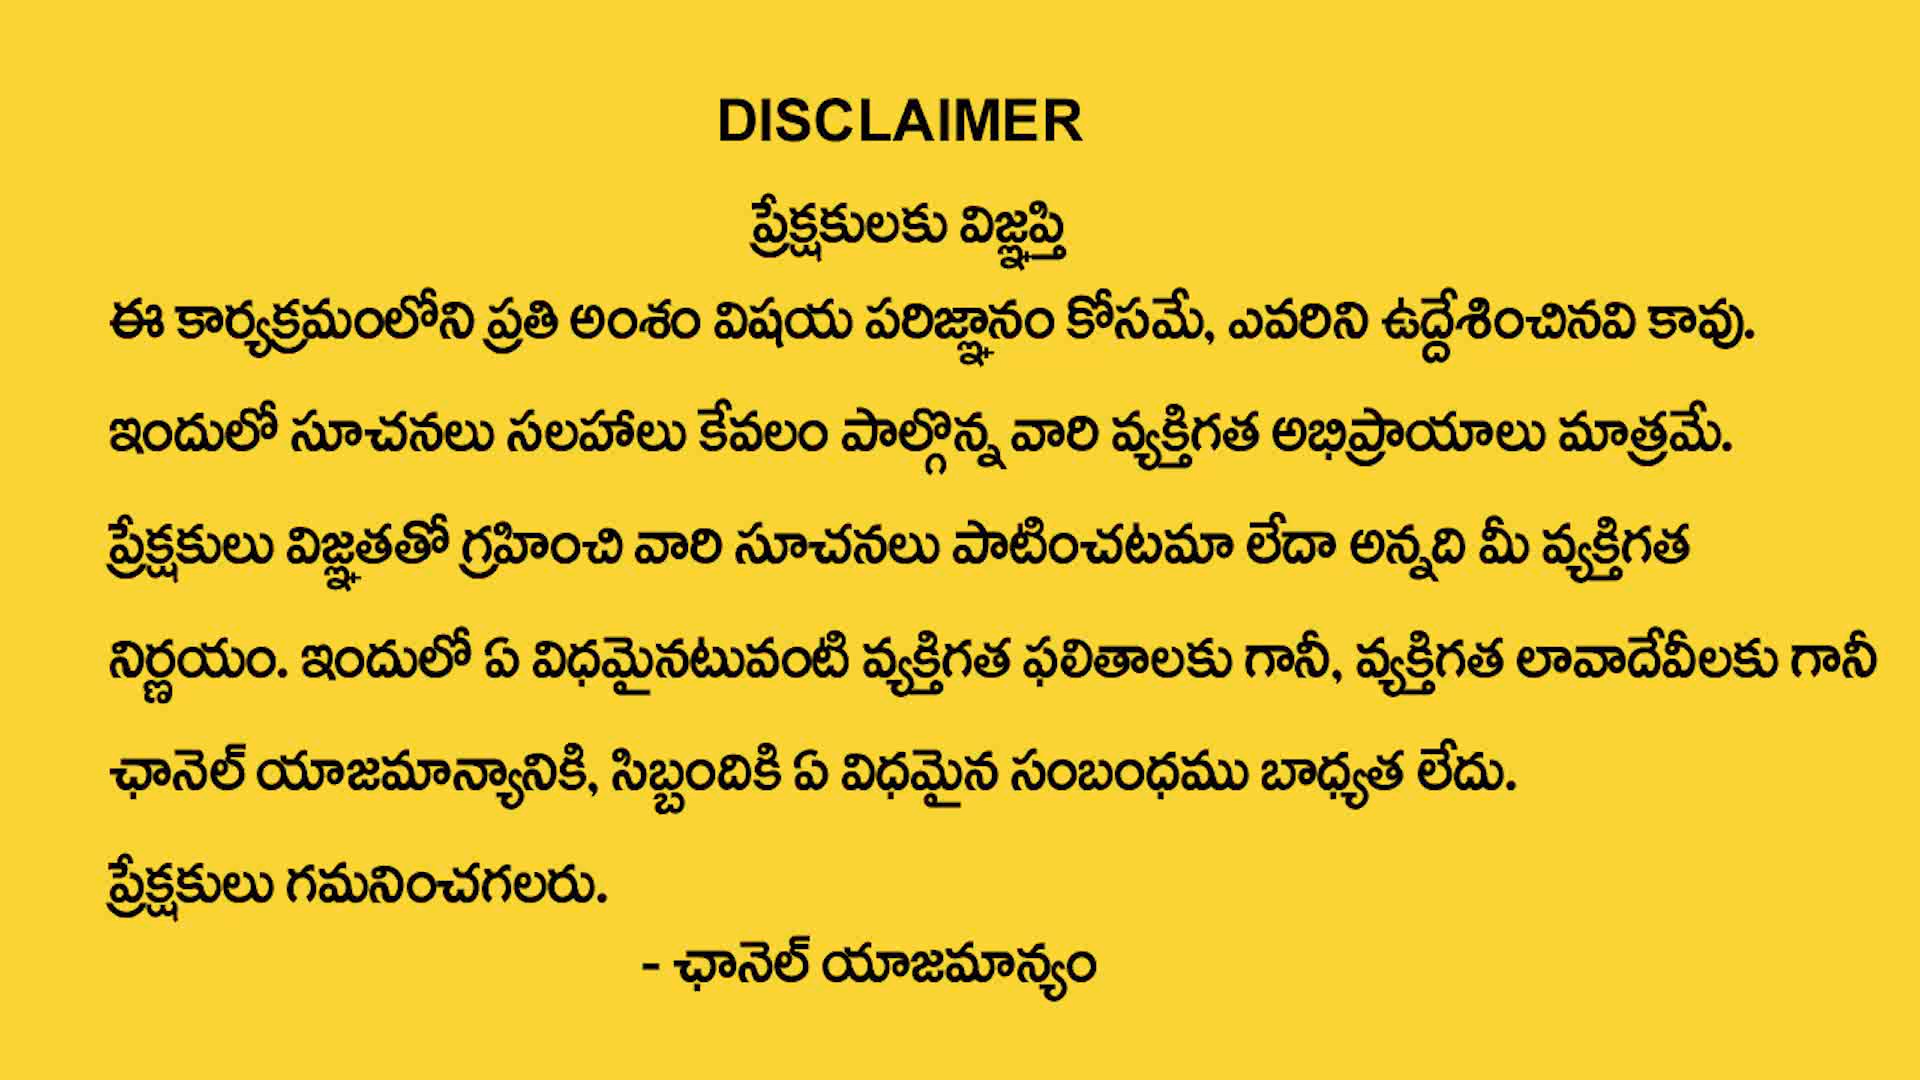 DISCLAIMER
ప్రేక్షకులకు విజ్ఞప్తి
ఈ కార్యక్రమంలోని ప్రతి అంశం విషయ పరిజ్ఞానం కోసమే, ఎవరిని ఉద్దేశించినవి కావు.
ఇందులో సూచనలు సలహాలు కేవలం పాల్గొన్న వారి వ్యక్తిగత అభిప్రాయాలు మాత్రమే.
ప్రేక్షకులు విజ్ఞతతో గ్రహించి వారి సూచనలు పాటించటమా లేదా అన్నది మీ వ్యక్తిగత
నిర్ణయం. ఇందులో ఏ విధమైనటువంటి వ్యక్తిగత ఫలితాలకు గానీ, వ్యక్తిగత లావాదేవీలకు గానీ
ఛానెల్ యాజమాన్యానికి, సిబ్బందికి ఏ విధమైన సంబంధము బాధ్యత లేదు.
ప్రేక్షకులు గమనించగలరు.
- ఛానెల్ యాజమాన్యం